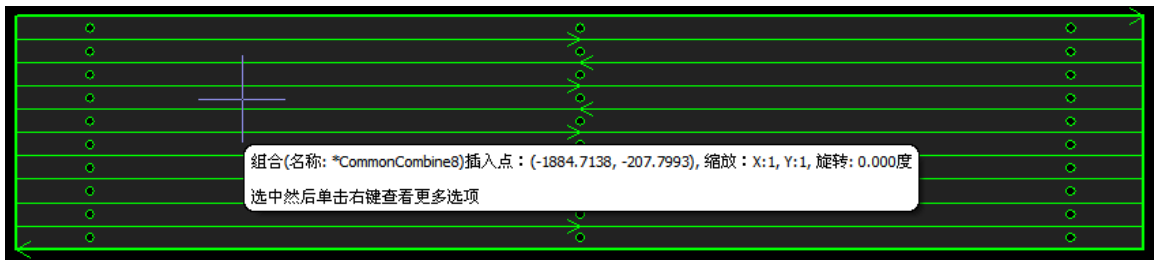 组合(名称: *CommonCombine8)插入点：(-1884.7138, -207.7993), 缩放：X:1, Y:1, 旋转: 0.000度
选中然后单击右键查看更多选项